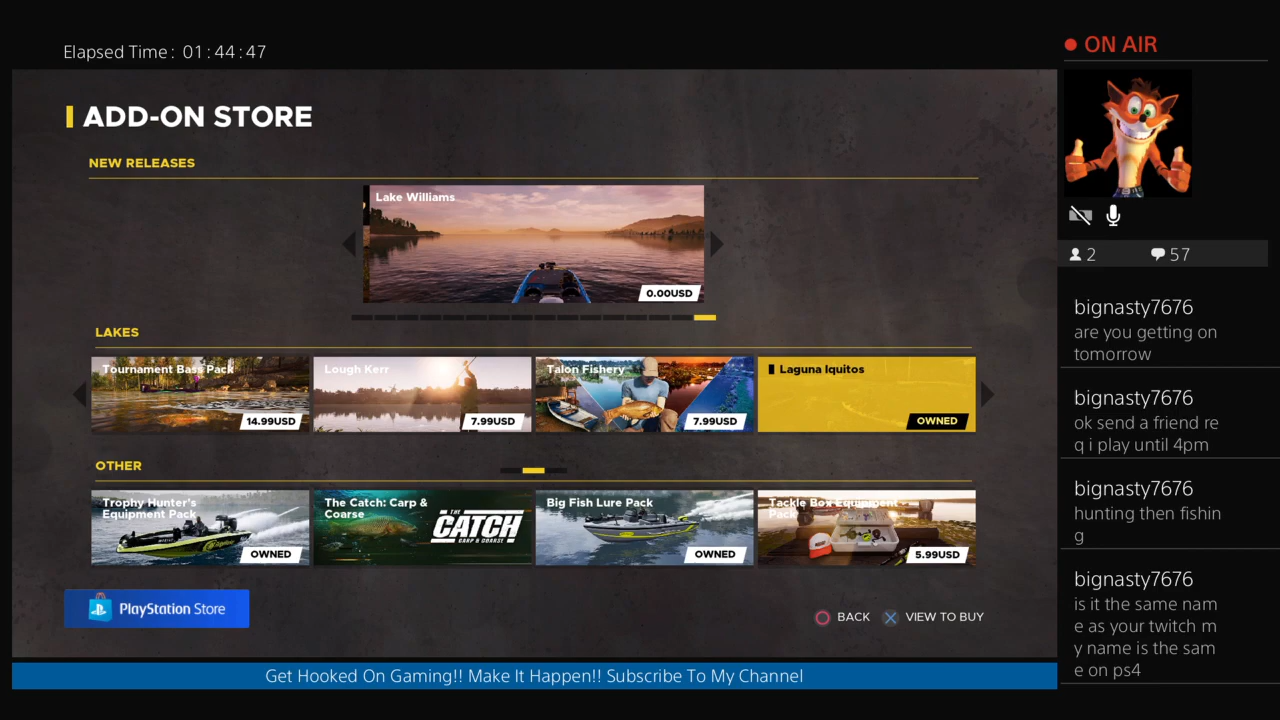 Elapsed Time: 01:44:47
ON AIR
ADD-ON STORE
NEW RELEASES
Lake Williams
0.00USD
2
57
LAKES
Tournament Bass Pack
14.99USD
Lough Kerr
7.99USD
Talon Fishery
7.99USD
Laguna Iquitos
OWNED
OTHER
Trophy Hunter's
Equipment Pack
OWNED
The Catch: Carp &
Coarse
THE
CATCH
CARP & COARSE
Big Fish Lure Pack
OWNED
Tackle Box Equipment
Pack
5.99USD
PlayStation Store
BACK
VIEW TO BUY
Get Hooked On Gaming!! Make It Happen!! Subscribe To My Channel
bignasty7676
are you getting on
tomorrow
bignasty7676
ok send a friend re
q i play until 4pm
bignasty7676
hunting then fishin
g
bignasty7676
is it the same nam
e as your twitch m
y name is the sam
e on ps4